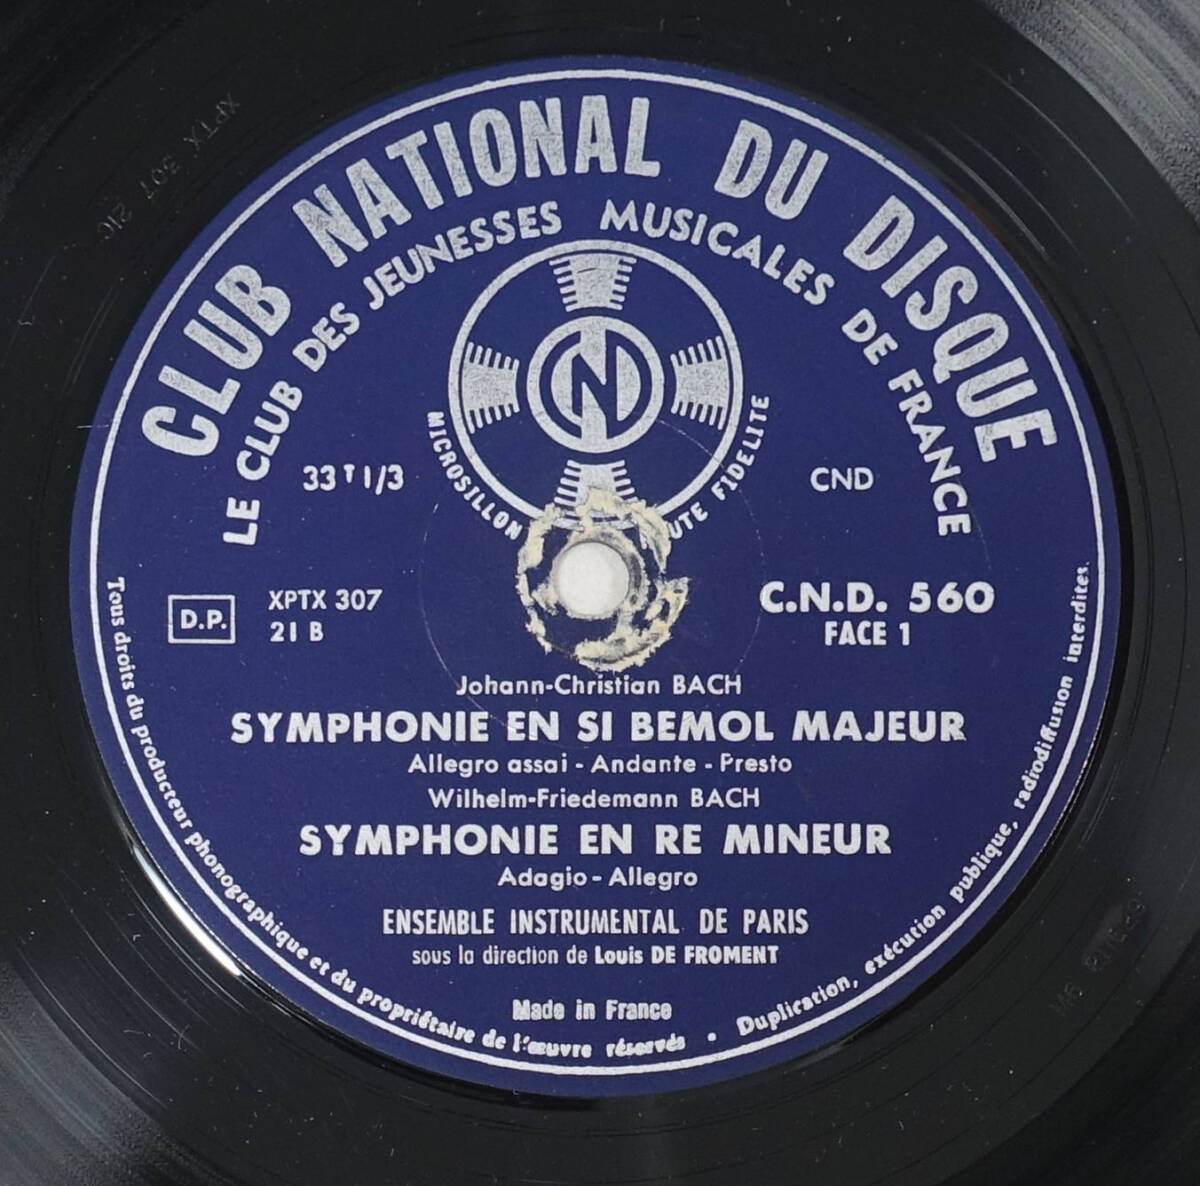 CLUB NATIONAL DU DISQUE
LE CLUB DES JEUNESSES MUSICALES DE FRANCE
N
MICROSILLON
FIDELITE
33 T 1/3
CND
D.P.
XPTX 307
21 B
C.N.D. 560
FACE 1
Johann-Christian BACH
SYMPHONIE EN SI BEMOL MAJEUR
Allegro assai - Andante - Presto
Wilhelm-Friedemann BACH
SYMPHONIE EN RE MINEUR
Adagio - Allegro
ENSEMBLE INSTRUMENTAL DE PARIS
sous la direction de Louis DE FROMENT
Made in France
Tous droits du producteur phonographique et du propriétaire de l'œuvre réservés • Duplication, exécution publique, radiodiffusion interdites.
XPTX 307